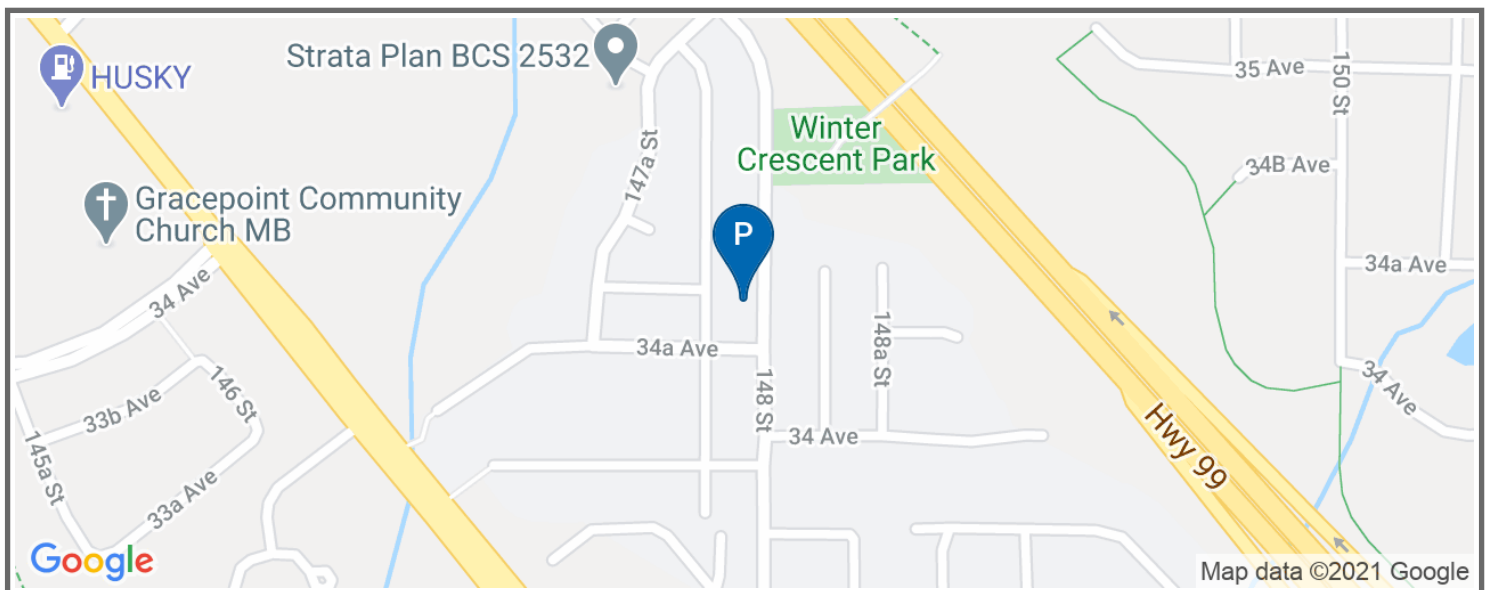 HUSKY
Strata Plan BCS 2532
35 Ave
150 St
Winter
Crescent Park
147a St
34B Ave
Gracepoint Community
Church MB
P
34 Ave
34a Ave
34a Ave
148 St
148a St
34 Ave
33b Ave
146 St
34 Ave
Hwy 99
145a St
33a Ave
Google
Map data ©2021 Google